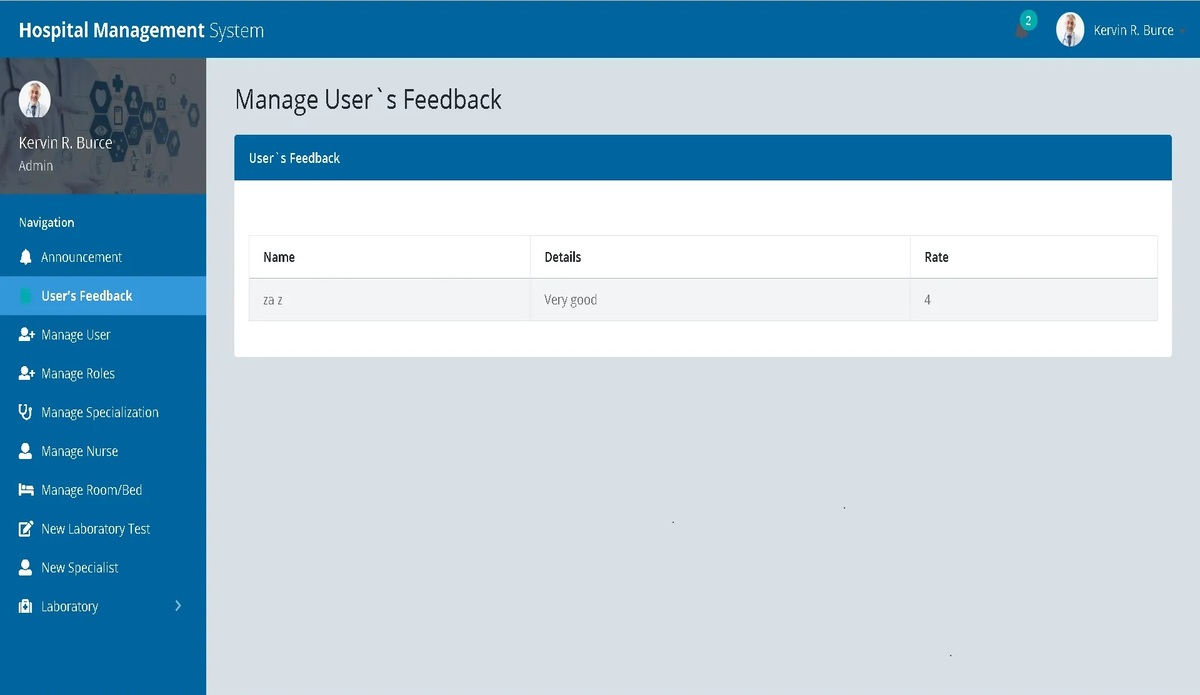 Hospital Management System
2
Kervin R. Burce
Kervin R. Burce
Admin
Navigation
Announcement
User's Feedback
Manage User
Manage Roles
Manage Specialization
Manage Nurse
Manage Room/Bed
New Laboratory Test
New Specialist
Laboratory
Manage User`s Feedback
User`s Feedback
Name Details Rate
za z Very good 4